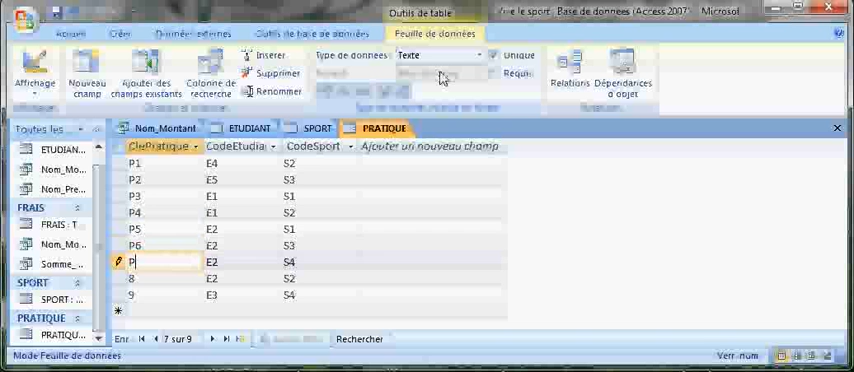 Outils de table
le sport : Base de données (Access 2007) Microsof
Accueil Créer Données externes Outils de base de données Feuille de données
Affichage
Nouveau champ
Ajouter des champs existants
Colonne de recherche
Insérer
Supprimer
Renommer
Type de données : Texte
Unique
Requis
Relations
Dépendances d'objet
Toutes les ...
Nom_Montant ETUDIANT SPORT PRATIQUE
ETUDIAN...
Nom_Mo...
Nom_Pre...
FRAIS
FRAIS : T...
Nom_Mo...
Somme_...
SPORT
SPORT : ...
PRATIQUE
PRATIQU...
ClePratique CodeEtudia CodeSport Ajouter un nouveau champ
P1 E4 S2
P2 E5 S3
P3 E1 S1
P4 E1 S2
P5 E2 S1
P6 E2 S3
P E2 S4
8 E2 S2
9 E3 S4
Enr 7 sur 9 Rechercher
Mode Feuille de données
Verr. num